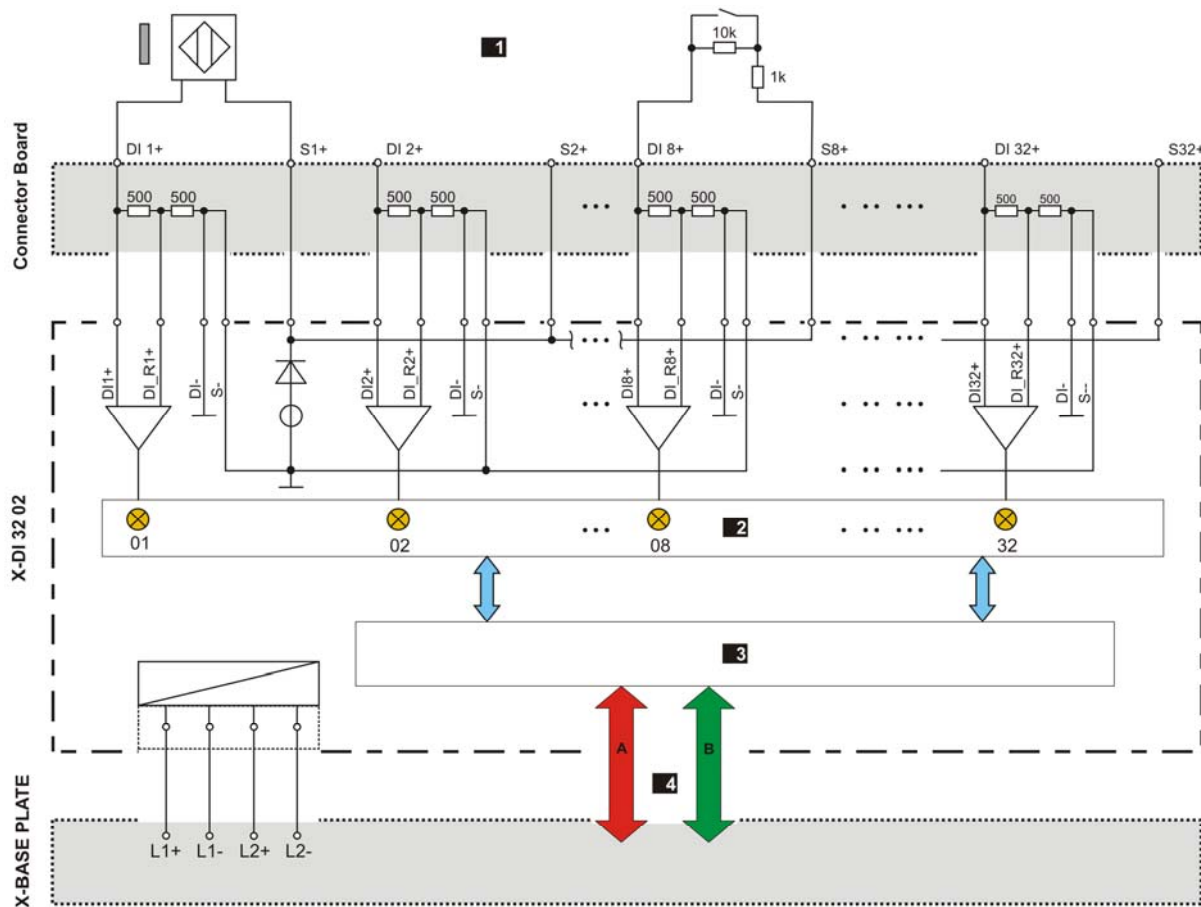 1
10k
1k
DI 1+
S1+
DI 2+
S2+
DI 8+
S8+
DI 32+
S32+
Connector Board
500 500
500 500
500 500
500 500
DI1+
DI_R1+
DI-
S-
DI2+
DI_R2+
DI-
S-
DI8+
DI_R8+
DI-
S-
DI32+
DI_R32+
DI-
S--
X-DI 32 02
2
01
02
08
32
3
A
B
4
X-BASE PLATE
L1+ L1- L2+ L2-